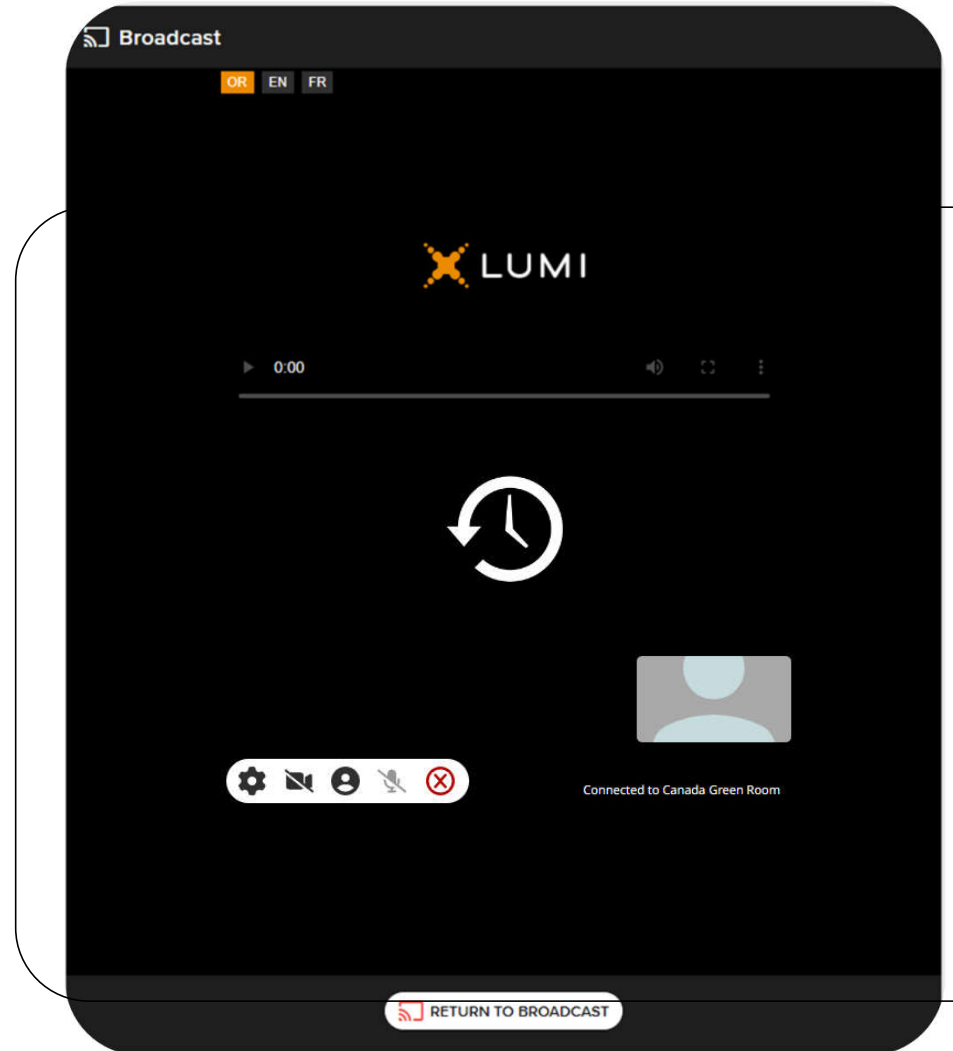 Broadcast
OR EN FR
LUMI
0:00
Connected to Canada Green Room
RETURN TO BROADCAST